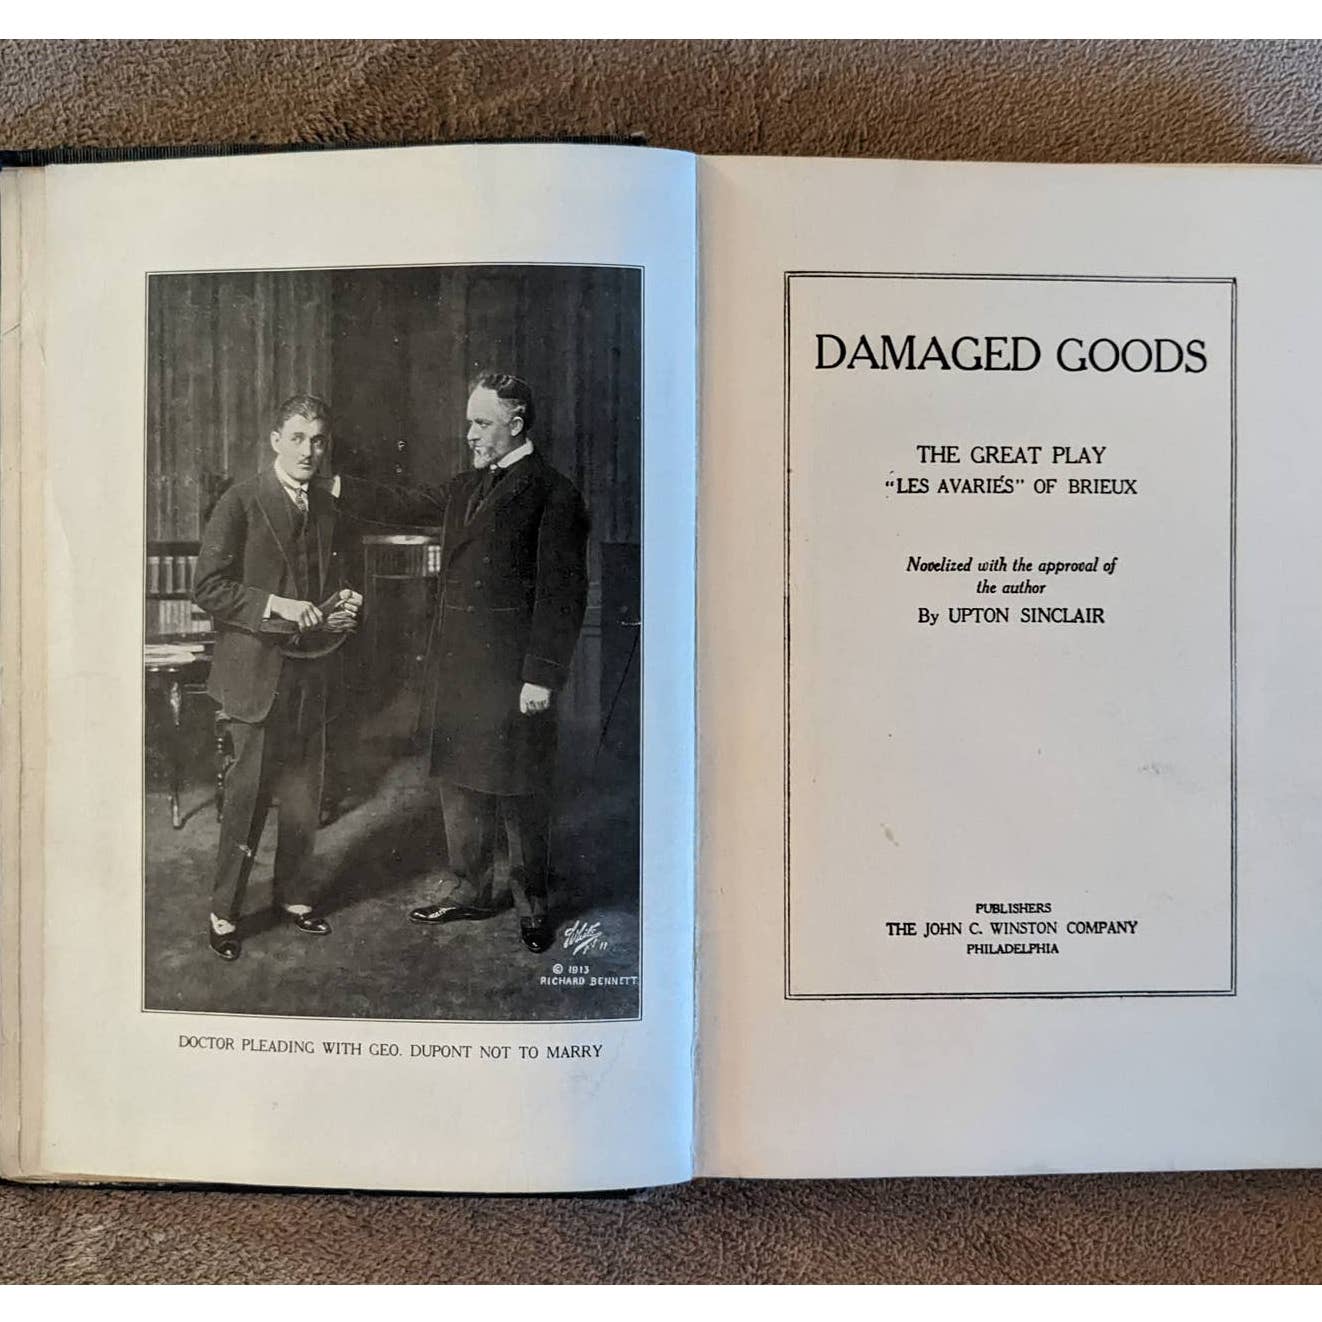 White
© 1913
RICHARD BENNETT
DOCTOR PLEADING WITH GEO. DUPONT NOT TO MARRY
DAMAGED GOODS
THE GREAT PLAY
"LES AVARIÉS" OF BRIEUX
Novelized with the approval of
the author
By UPTON SINCLAIR
PUBLISHERS
THE JOHN C. WINSTON COMPANY
PHILADELPHIA